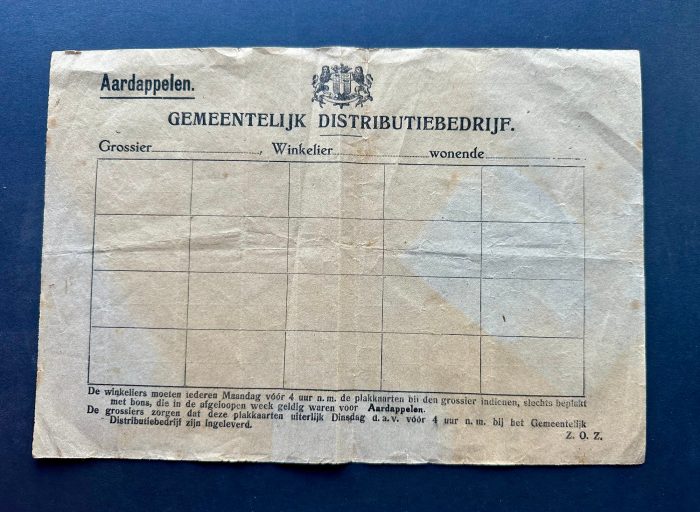 Aardappelen.
GEMEENTELIJK DISTRIBUTIEBEDRIJF.
Grossier, Winkelier wonende
De winkeliers moeten iederen Maandag vóór 4 uur n.m. de plakkaarten bij den grossier indienen, slechts beplakt
met bons, die in de afgeloopen week geldig waren voor Aardappelen.
De grossiers zorgen dat deze plakkaarten uiterlijk Dinsdag d.a.v. vóór 4 uur n.m. bij het Gemeentelijk
Distributiebedrijf zijn ingeleverd.
Z. O. Z.